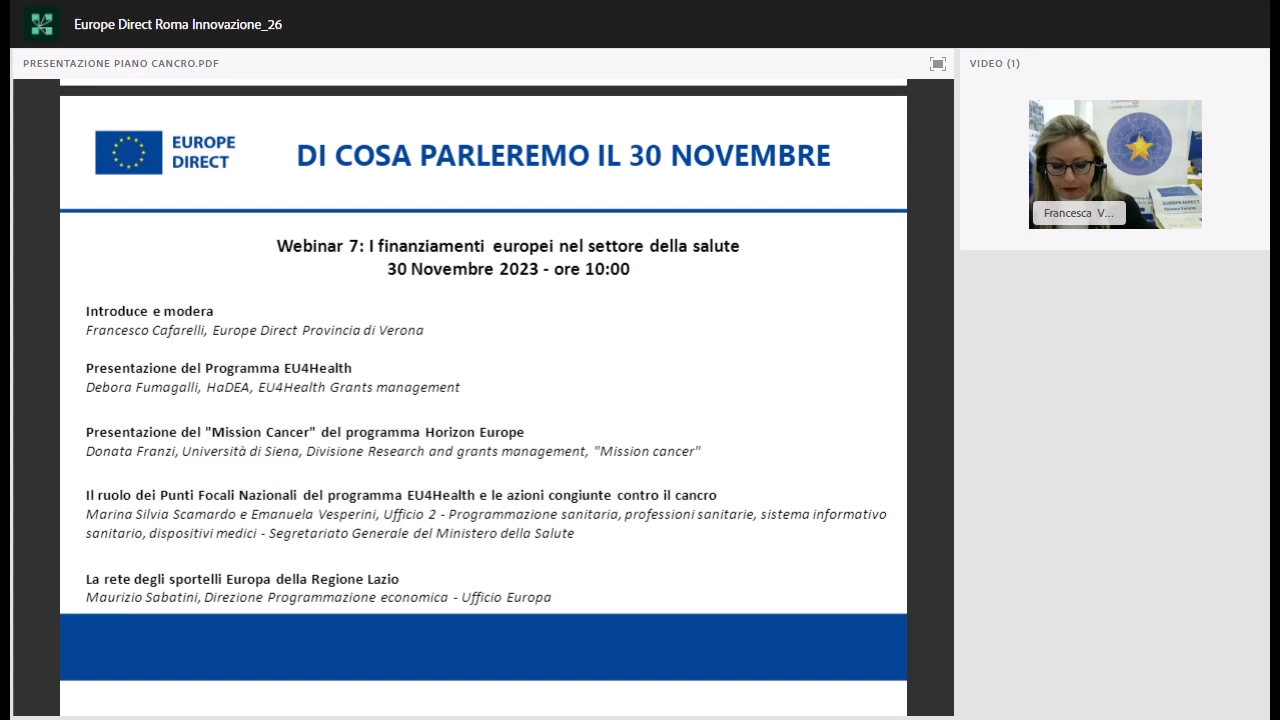 Europe Direct Roma Innovazione_26
PRESENTAZIONE PIANO CANCRO.PDF
VIDEO (1)
EUROPE
DIRECT
DI COSA PARLEREMO IL 30 NOVEMBRE
Webinar 7: I finanziamenti europei nel settore della salute
30 Novembre 2023 - ore 10:00
Introduce e modera
Francesco Cafarelli, Europe Direct Provincia di Verona
Presentazione del Programma EU4Health
Debora Fumagalli, HaDEA, EU4Health Grants management
Presentazione del "Mission Cancer" del programma Horizon Europe
Donata Franzi, Università di Siena, Divisione Research and grants management, "Mission cancer"
Il ruolo dei Punti Focali Nazionali del programma EU4Health e le azioni congiunte contro il cancro
Marina Silvia Scamardo e Emanuela Vesperini, Ufficio 2 - Programmazione sanitaria, professioni sanitarie, sistema informativo
sanitario, dispositivi medici - Segretariato Generale del Ministero della Salute
La rete degli sportelli Europa della Regione Lazio
Maurizio Sabatini, Direzione Programmazione economica - Ufficio Europa
Francesca V...
EUROPE DIRECT